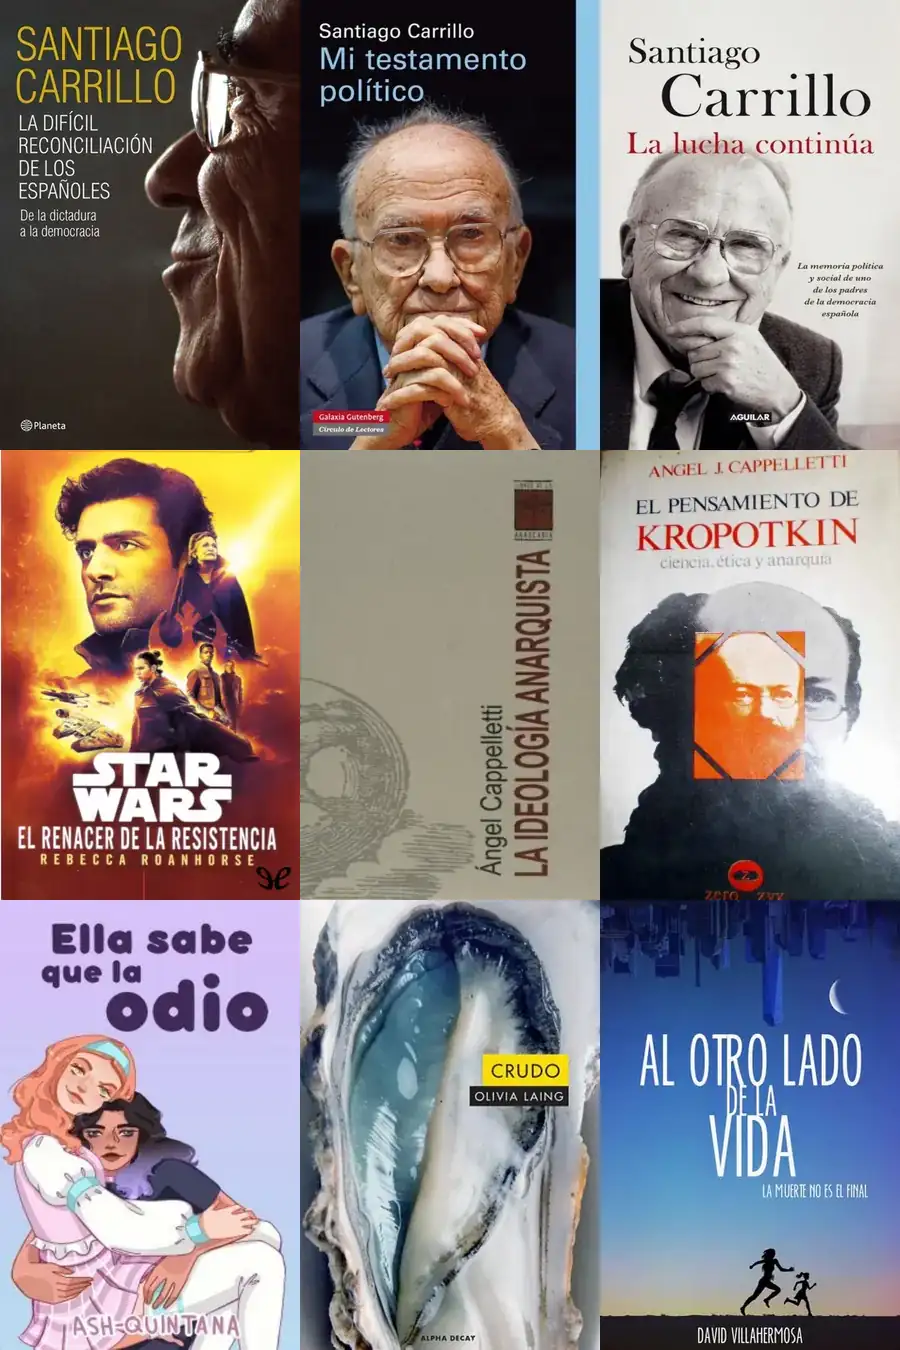 SANTIAGO
CARRILLO
LA DIFÍCIL
RECONCILIACIÓN
DE LOS
ESPAÑOLES
De la dictadura
a la democracia
Planeta
Santiago Carrillo
Mi testamento
político
Galaxia Gutenberg
Círculo de Lectores
Santiago
Carrillo
La lucha continúa
La memoria política
y social de uno
de los padres
de la democracia
española
AGUILAR
STAR
WARS
EL RENACER DE LA RESISTENCIA
REBECCA ROANHORSE
Ángel Cappelletti
LA IDEOLOGÍA ANARQUISTA
ANGEL J. CAPPELLETTI
EL PENSAMIENTO DE
KROPOTKIN
ciencia, ética y anarquía
Z
zero zyx
Ella sabe
que la
odio
ASH-QUINTANA
CRUDO
OLIVIA LAING
ALPHA DECAY
AL OTRO LADO
DE LA
VIDA
LA MUERTE NO ES EL FINAL
DAVID VILLAHERMOSA